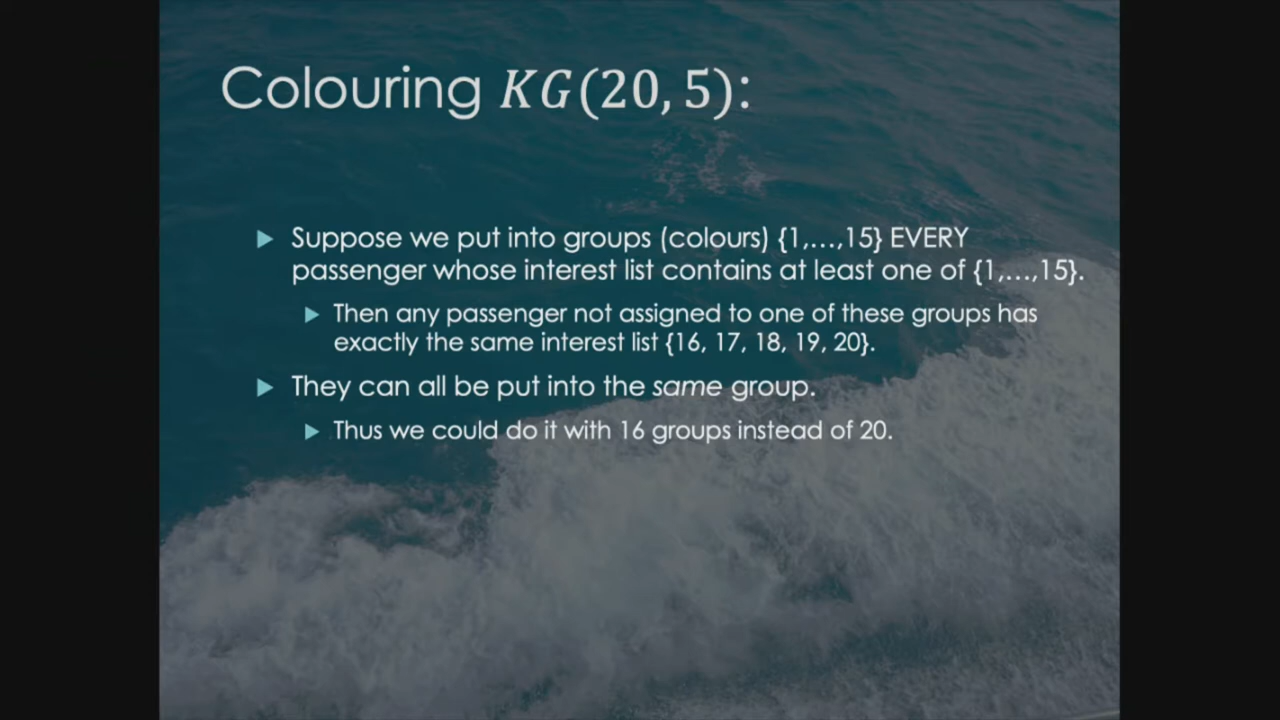 Colouring KG(20, 5):
Suppose we put into groups (colours) {1,...,15} EVERY
passenger whose interest list contains at least one of {1,...,15}.
Then any passenger not assigned to one of these groups has
exactly the same interest list {16, 17, 18, 19, 20}.
They can all be put into the same group.
Thus we could do it with 16 groups instead of 20.